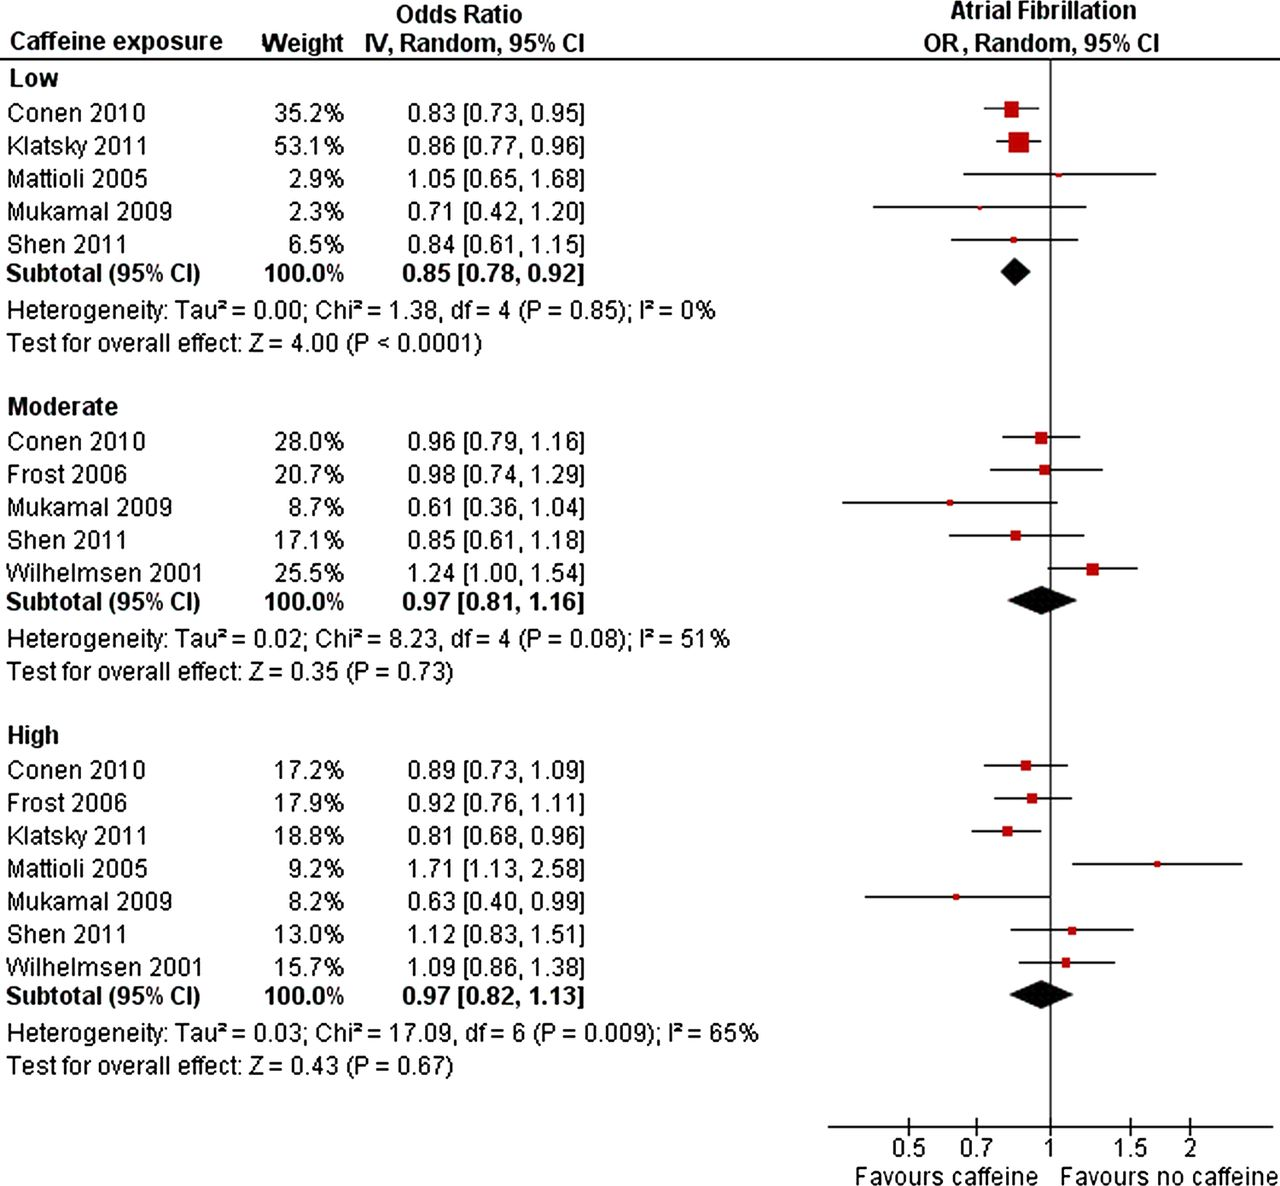 Odds Ratio Atrial Fibrillation
Caffeine exposure Weight IV, Random, 95% CI OR, Random, 95% CI
Low
Conen 2010 35.2% 0.83 [0.73, 0.95]
Klatsky 2011 53.1% 0.86 [0.77, 0.96]
Mattioli 2005 2.9% 1.05 [0.65, 1.68]
Mukamal 2009 2.3% 0.71 [0.42, 1.20]
Shen 2011 6.5% 0.84 [0.61, 1.15]
Subtotal (95% CI) 100.0% 0.85 [0.78, 0.92]
Heterogeneity: Tau² = 0.00; Chi² = 1.38, df = 4 (P = 0.85); I² = 0%
Test for overall effect: Z = 4.00 (P < 0.0001)
Moderate
Conen 2010 28.0% 0.96 [0.79, 1.16]
Frost 2006 20.7% 0.98 [0.74, 1.29]
Mukamal 2009 8.7% 0.61 [0.36, 1.04]
Shen 2011 17.1% 0.85 [0.61, 1.18]
Wilhelmsen 2001 25.5% 1.24 [1.00, 1.54]
Subtotal (95% CI) 100.0% 0.97 [0.81, 1.16]
Heterogeneity: Tau² = 0.02; Chi² = 8.23, df = 4 (P = 0.08); I² = 51%
Test for overall effect: Z = 0.35 (P = 0.73)
High
Conen 2010 17.2% 0.89 [0.73, 1.09]
Frost 2006 17.9% 0.92 [0.76, 1.11]
Klatsky 2011 18.8% 0.81 [0.68, 0.96]
Mattioli 2005 9.2% 1.71 [1.13, 2.58]
Mukamal 2009 8.2% 0.63 [0.40, 0.99]
Shen 2011 13.0% 1.12 [0.83, 1.51]
Wilhelmsen 2001 15.7% 1.09 [0.86, 1.38]
Subtotal (95% CI) 100.0% 0.97 [0.82, 1.13]
Heterogeneity: Tau² = 0.03; Chi² = 17.09, df = 6 (P = 0.009); I² = 65%
Test for overall effect: Z = 0.43 (P = 0.67)
0.5 0.7 1 1.5 2
Favours caffeine Favours no caffeine